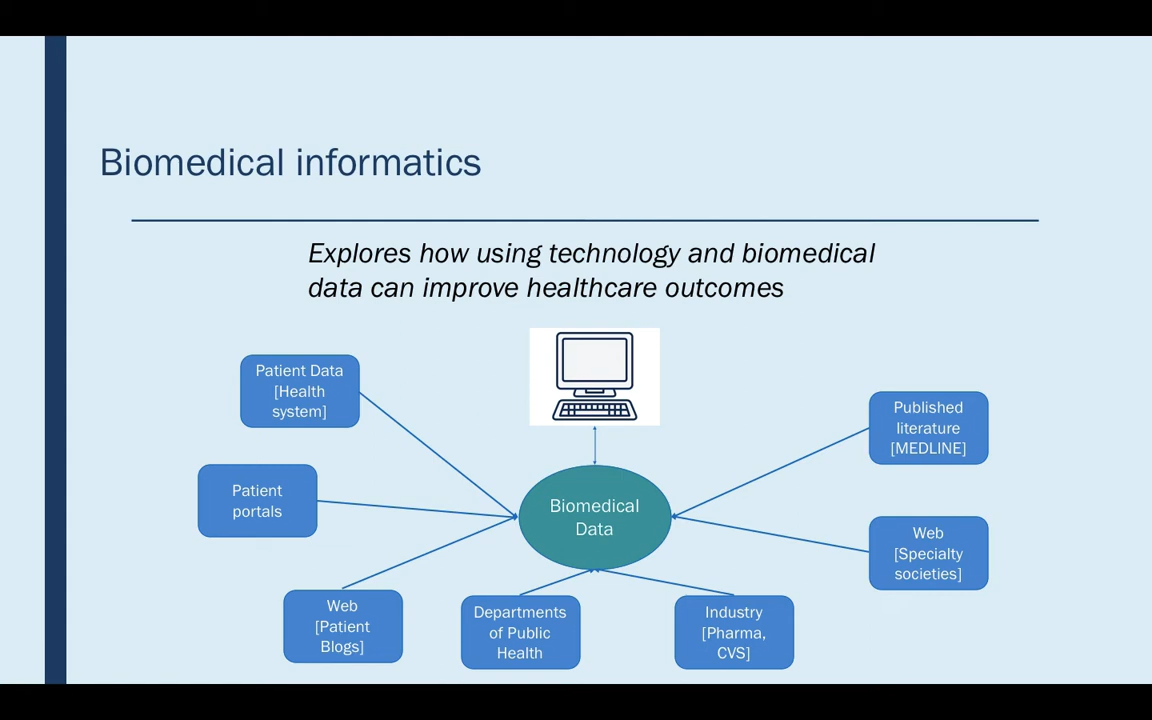 Biomedical informatics
Explores how using technology and biomedical
data can improve healthcare outcomes
Patient Data
[Health
system]
Published
literature
[MEDLINE]
Patient
portals
Biomedical
Data
Web
[Specialty
societies]
Web
[Patient
Blogs]
Departments
of Public
Health
Industry
[Pharma,
CVS]